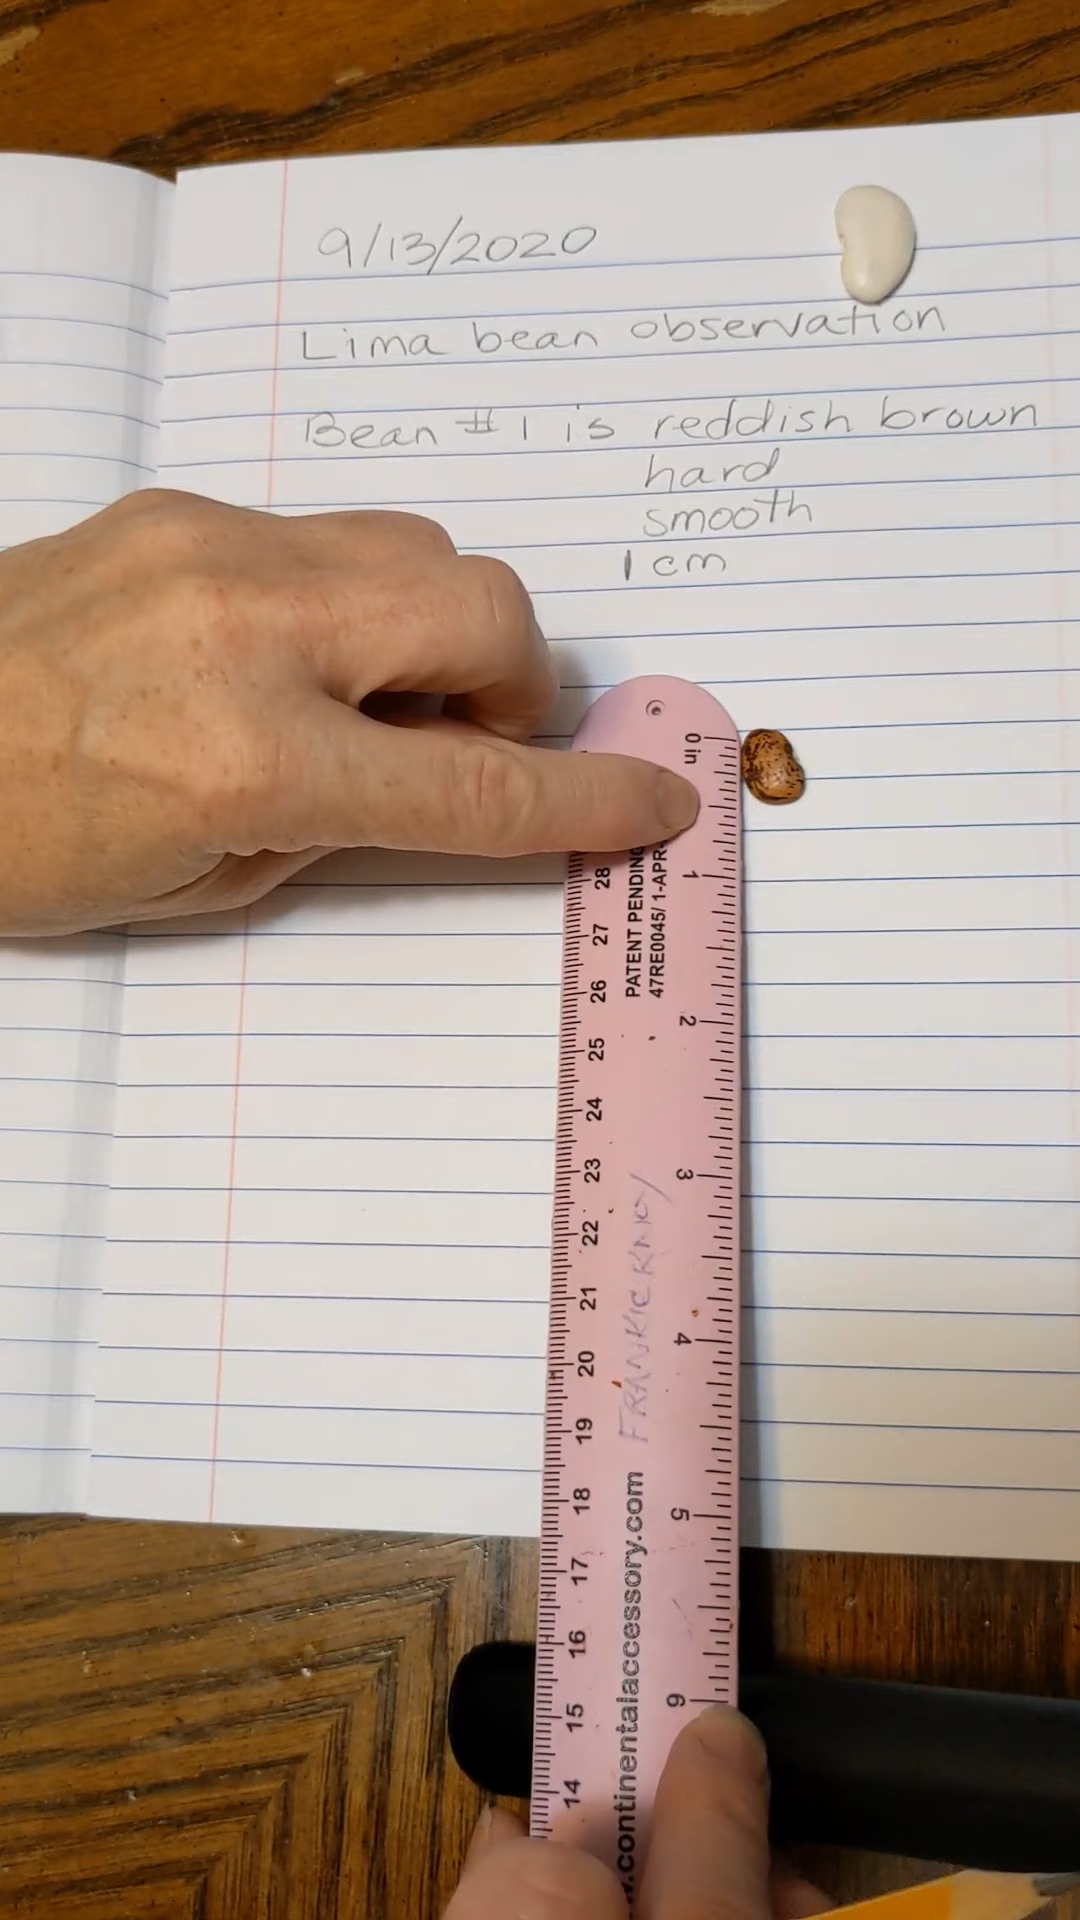 9/13/2020
Lima bean observation
Bean #1 is reddish brown
hard
smooth
1 cm
0 in
1
2
3
4
5
6
PATENT PENDING
47RE0045/ 1-APR-
28
27
26
25
24
23
22
21
20
19
18
17
16
15
14
.continentalaccessory.com